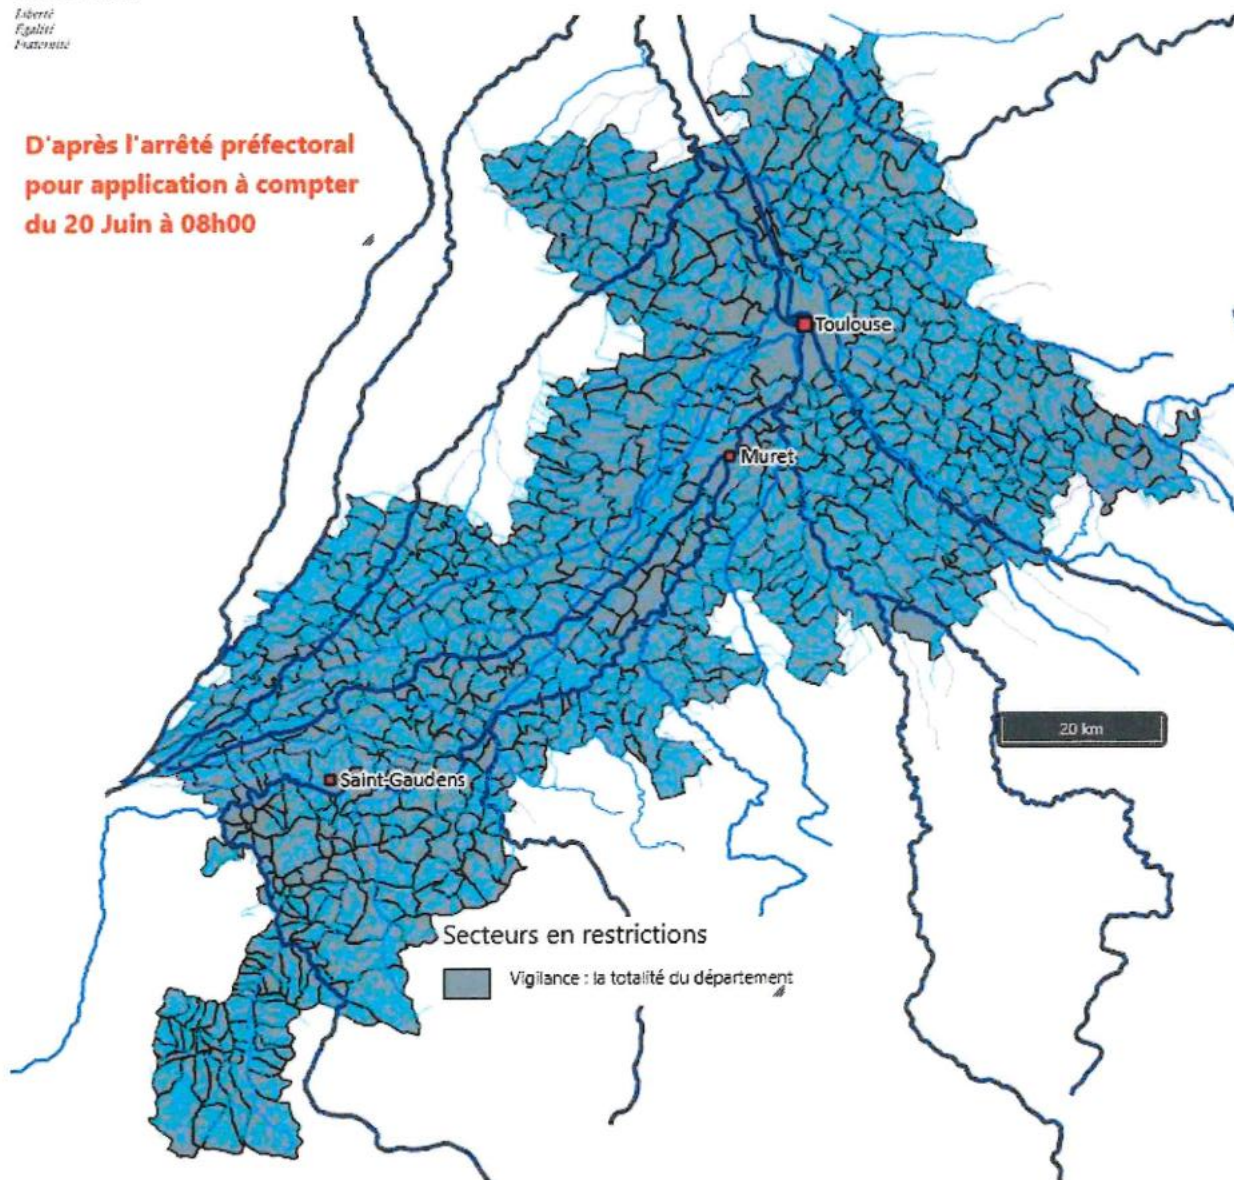 Liberté
Égalité
Fraternité
D'après l'arrêté préfectoral
pour application à compter
du 20 Juin à 08h00
Toulouse
Muret
20 km
Saint-Gaudens
Secteurs en restrictions
Vigilance : la totalité du département